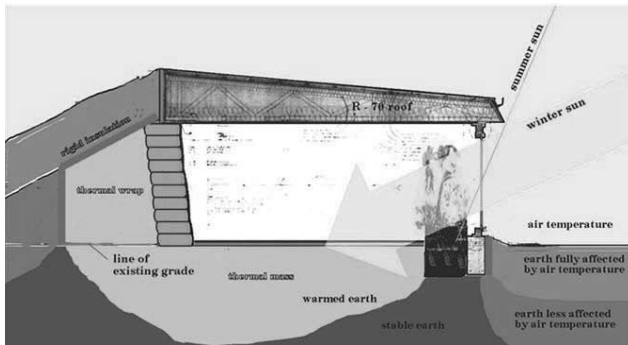 summer sun
R - 70 roof
winter sun
rigid insulation
thermal wrap
air temperature
line of
existing grade
thermal mass
earth fully affected
by air temperature
warmed earth
earth less affected
by air temperature
stable earth